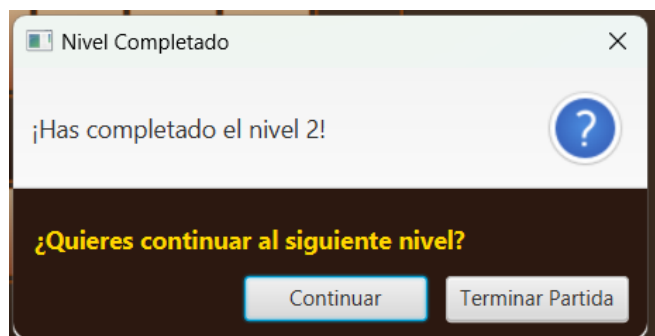 Nivel Completado
¡Has completado el nivel 2!
?
¿Quieres continuar al siguiente nivel?
Continuar
Terminar Partida